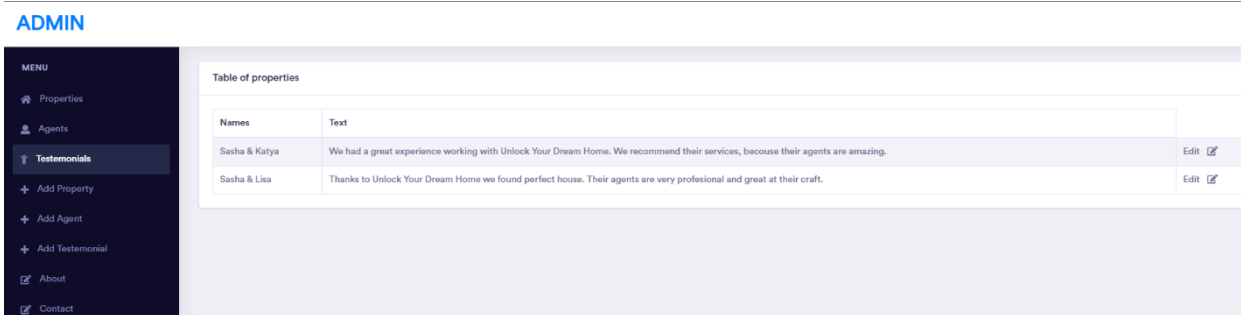 ADMIN
MENU
Properties
Agents
Testemonials
Add Property
Add Agent
Add Testemonial
About
Contact
Table of properties
Names Text
Sasha & Katya We had a great experience working with Unlock Your Dream Home. We recommend their services, becouse their agents are amazing. Edit
Sasha & Lisa Thanks to Unlock Your Dream Home we found perfect house. Their agents are very profesional and great at their craft. Edit